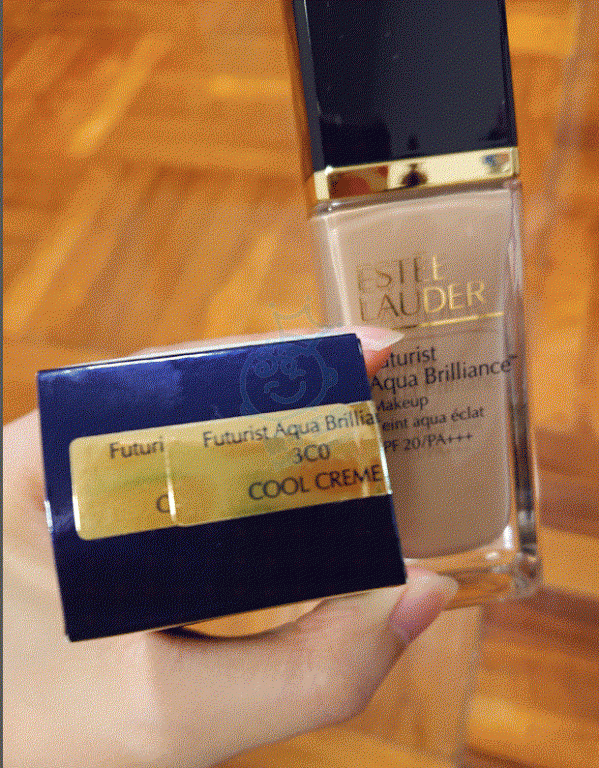 ESTEE
LAUDER
Futurist
Aqua Brilliance™
Makeup
Teint aqua éclat
SPF 20/PA+++
Futuri
C
Futurist Aqua Brillia
3C0
COOL CREME